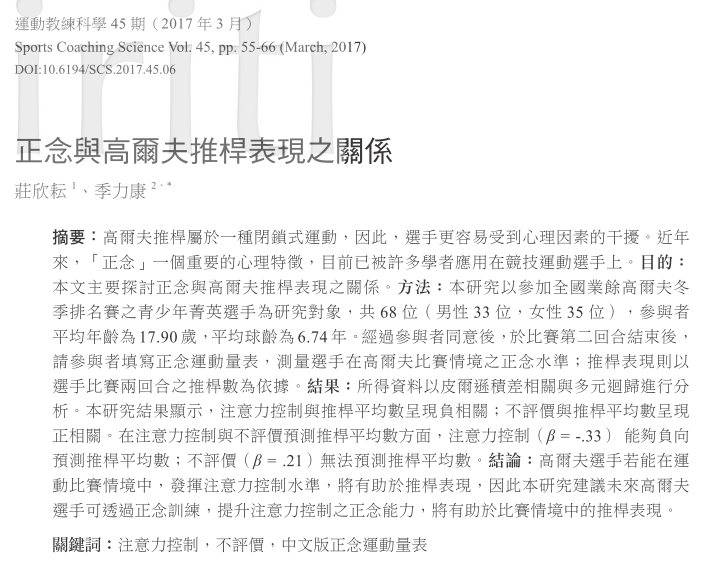 運動教練科學 45 期（2017 年 3 月）
Sports Coaching Science Vol. 45, pp. 55-66 (March, 2017)
DOI:10.6194/SCS.2017.45.06
iriti
正念與高爾夫推桿表現之關係
莊欣耘 1、季力康 2、*
摘要：高爾夫推桿屬於一種閉鎖式運動，因此，選手更容易受到心理因素的干擾。近年
來，「正念」一個重要的心理特徵，目前已被許多學者應用在競技運動選手上。目的：
本文主要探討正念與高爾夫推桿表現之關係。方法：本研究以參加全國業餘高爾夫冬
季排名賽之青少年菁英選手為研究對象，共 68 位（男性 33 位，女性 35 位），參與者
平均年齡為 17.90 歲，平均球齡為 6.74 年。經過參與者同意後，於比賽第二回合結束後，
請參與者填寫正念運動量表，測量選手在高爾夫比賽情境之正念水準；推桿表現則以
選手比賽兩回合之推桿數為依據。結果：所得資料以皮爾遜積差相關與多元迴歸進行分
析。本研究結果顯示，注意力控制與推桿平均數呈現負相關；不評價與推桿平均數呈現
正相關。在注意力控制與不評價預測推桿平均數方面，注意力控制（β = -.33） 能夠負向
預測推桿平均數；不評價（β = .21）無法預測推桿平均數。結論：高爾夫選手若能在運
動比賽情境中，發揮注意力控制水準，將有助於推桿表現，因此本研究建議未來高爾夫
選手可透過正念訓練，提升注意力控制之正念能力，將有助於比賽情境中的推桿表現。
關鍵詞：注意力控制，不評價，中文版正念運動量表